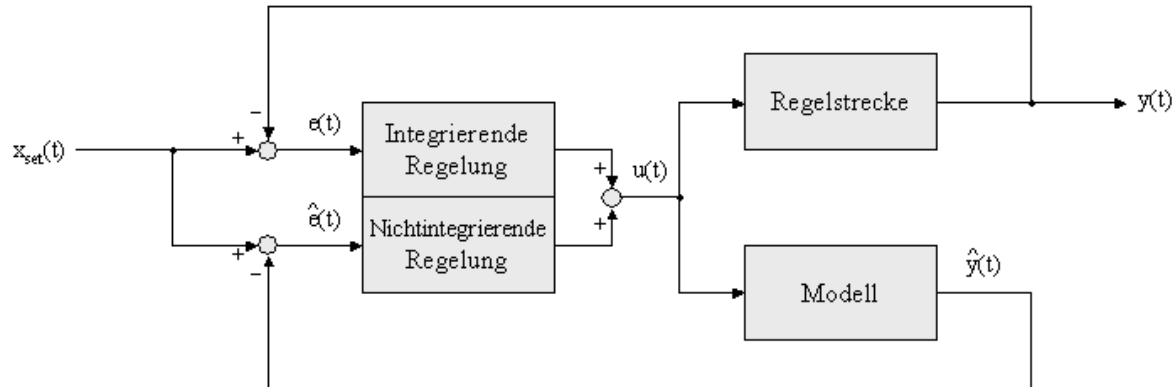 Regelstrecke
y(t)
−
e(t)
Integrierende
Regelung
+
x_set(t)
+
u(t)
ê(t)
Nichtintegrierende
Regelung
+
+
−
ŷ(t)
Modell